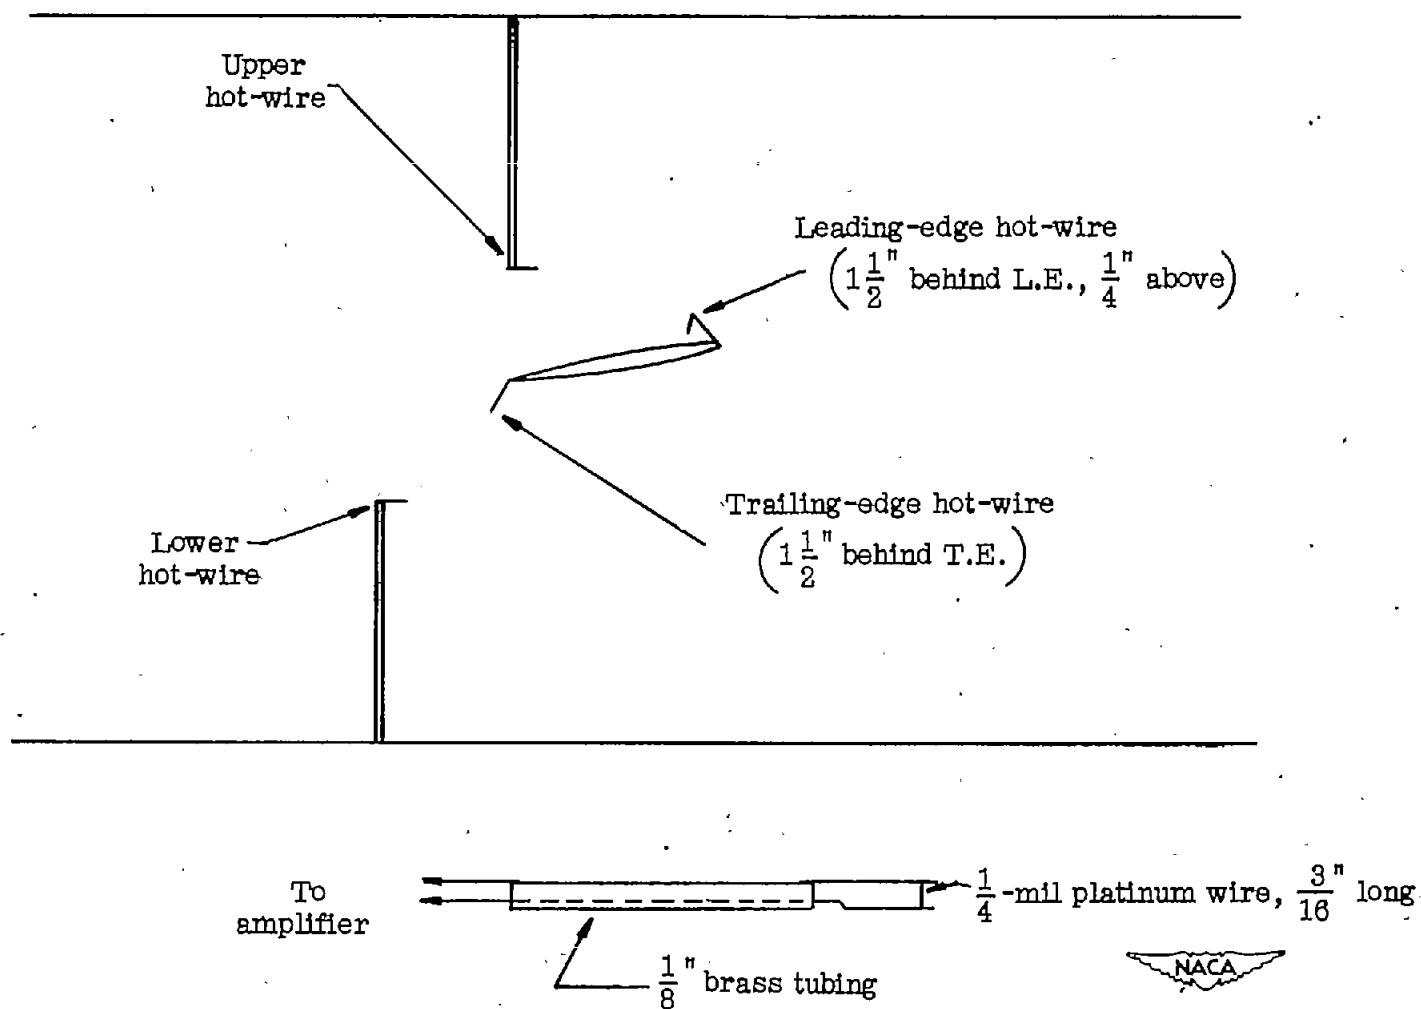 Upper
hot-wire
Leading-edge hot-wire
(1 1/2" behind L.E., 1/4" above)
Trailing-edge hot-wire
(1 1/2" behind T.E.)
Lower
hot-wire
To
amplifier
1/4-mil platinum wire, 3/16" long
1/8" brass tubing
NACA